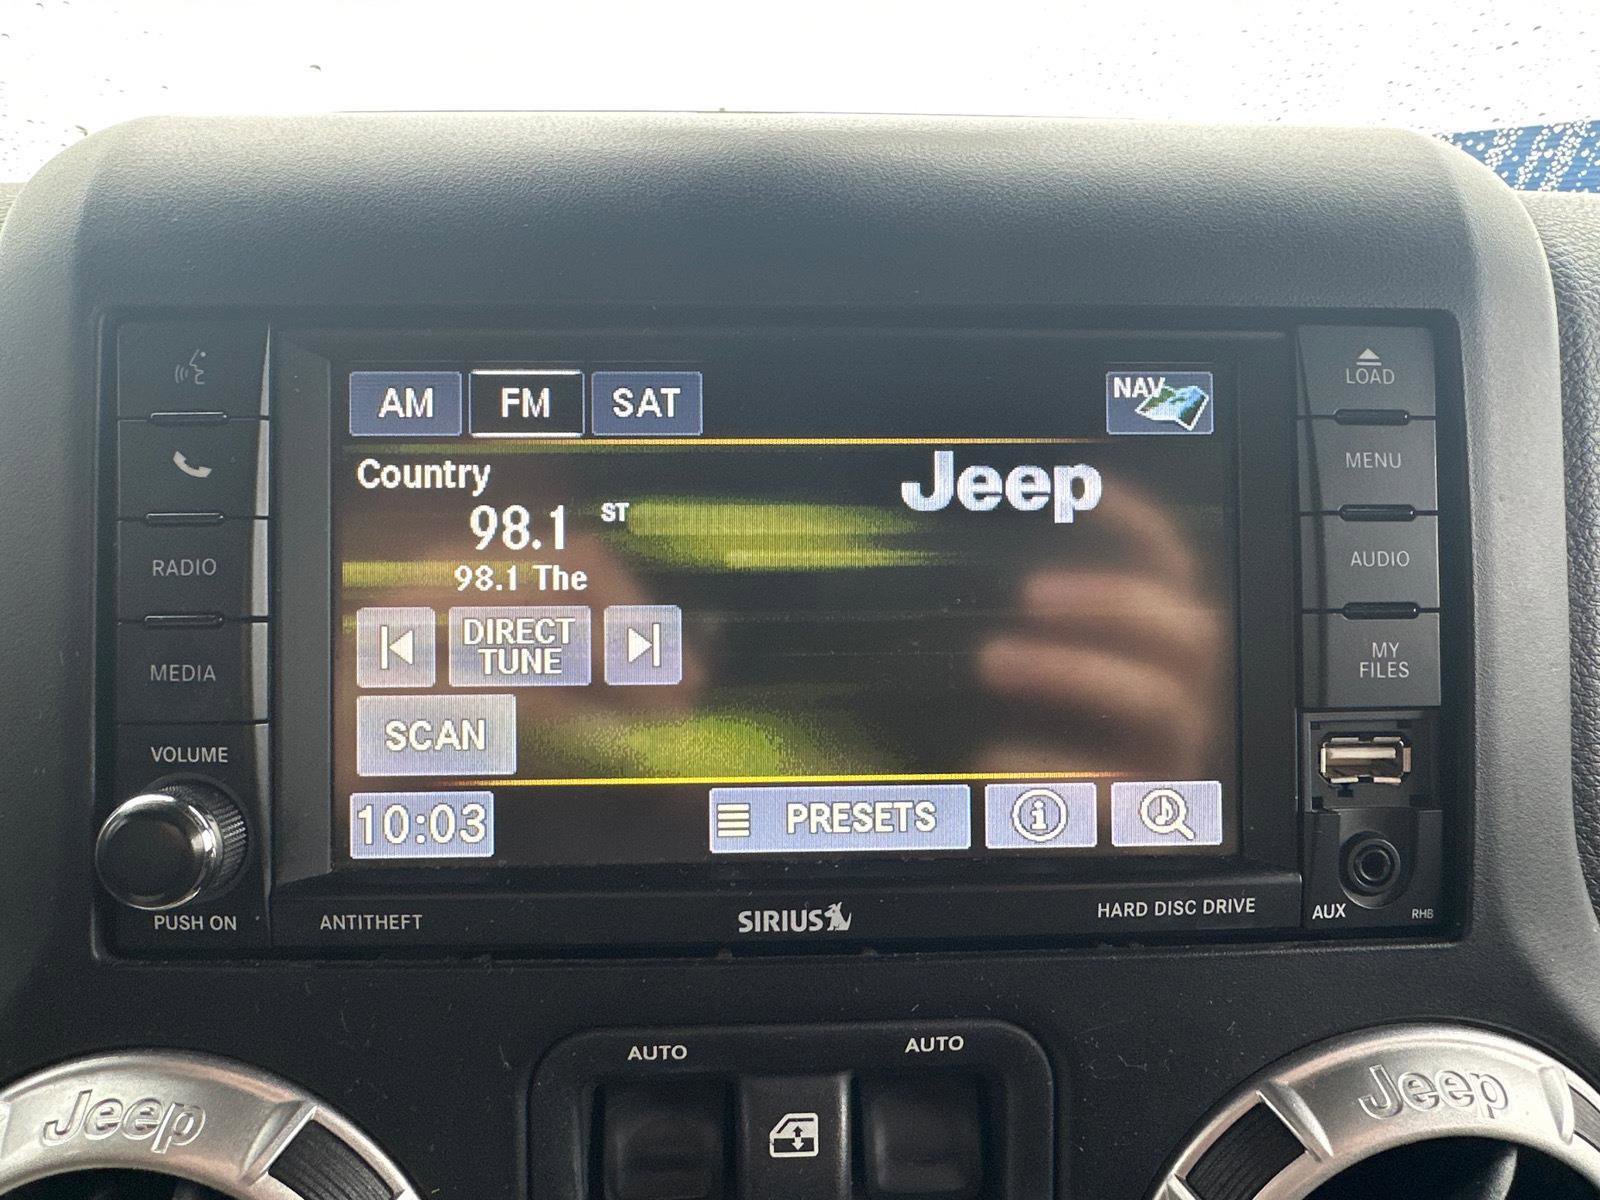 AM FM SAT NAV
Country
Jeep
98.1 ST
98.1 The
DIRECT
TUNE
SCAN
10:03 PRESETS
RADIO
MEDIA
VOLUME
PUSH ON
LOAD
MENU
AUDIO
MY
FILES
ANTITHEFT SIRIUS HARD DISC DRIVE AUX RHB
AUTO AUTO
Jeep Jeep